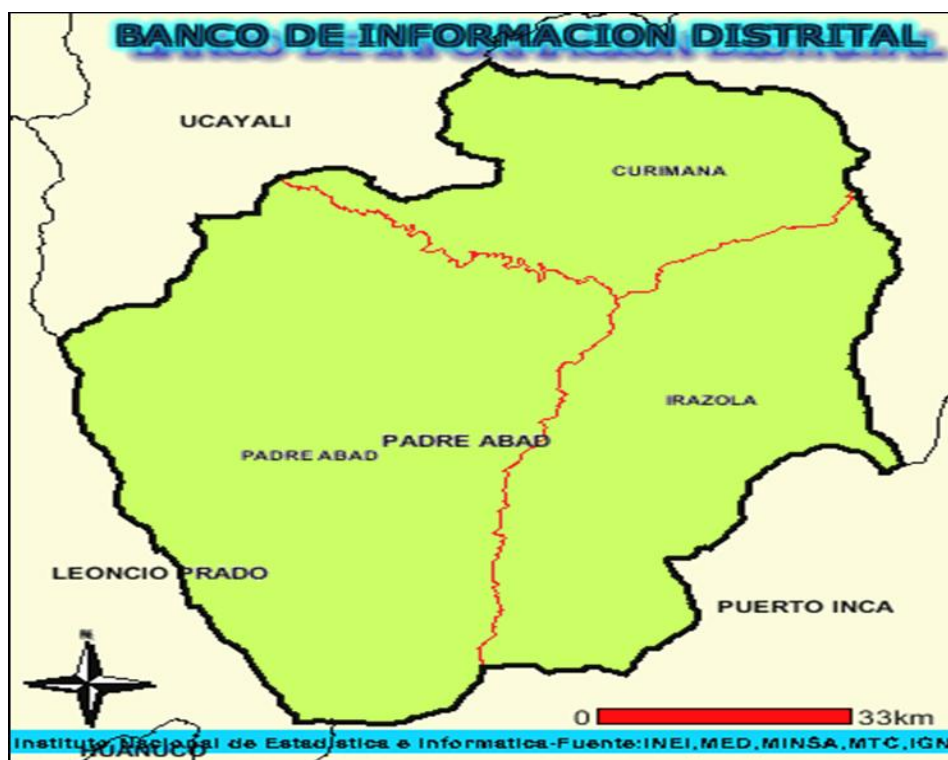 BANCO DE INFORMACION DISTRITAL
UCAYALI
CURIMANA
IRAZOLA
PADRE ABAD
PADRE ABAD
LEONCIO PRADO
PUERTO INCA
N
0 33km
HUANUCO
Instituto Nacional de Estadistica e Informatica-Fuente:INEI,MED,MINSA,MTC,IGN